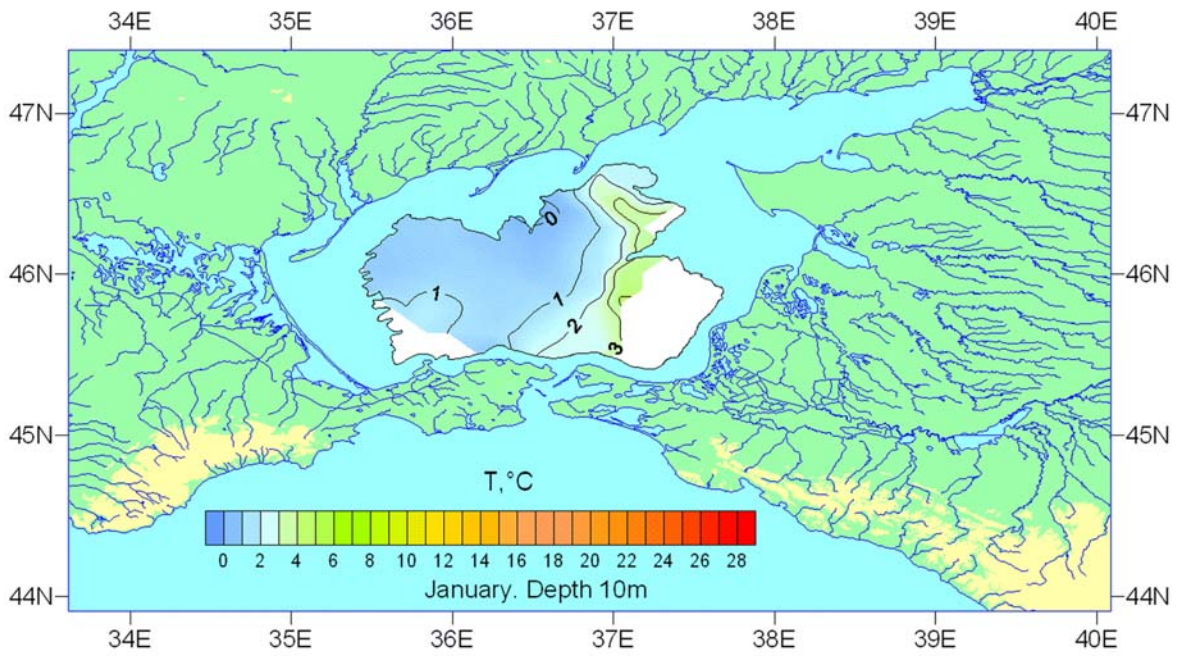 34E 35E 36E 37E 38E 39E 40E
47N 47N
0
46N 46N
1 1
2
3
45N 45N
T,°C
0 2 4 6 8 10 12 14 16 18 20 22 24 26 28
January. Depth 10m
44N 44N
34E 35E 36E 37E 38E 39E 40E